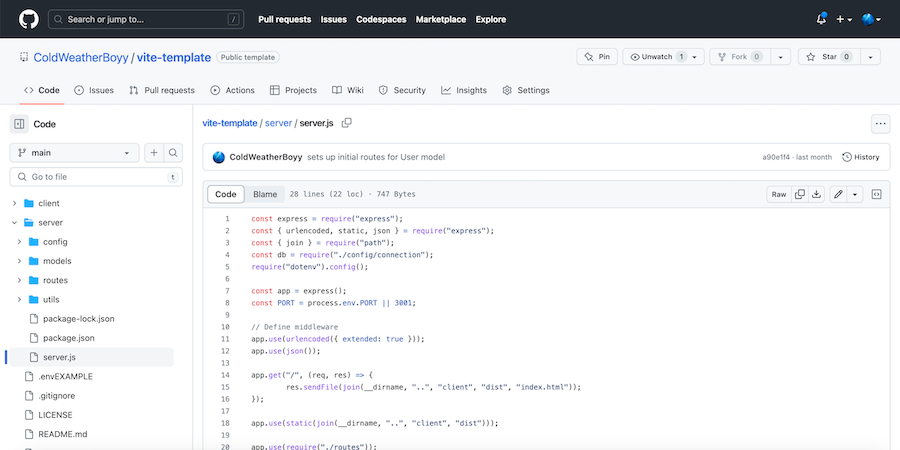 Search or jump to... /
Pull requests Issues Codespaces Marketplace Explore
ColdWeatherBoyy / vite-template Public template
Pin Unwatch 1 Fork 0 Star 0
Code Issues Pull requests Actions Projects Wiki Security Insights Settings
Code
main
Go to file t
client
server
config
models
routes
utils
package-lock.json
package.json
server.js
.envEXAMPLE
.gitignore
LICENSE
README.md
vite-template / server / server.js
ColdWeatherBoyy sets up initial routes for User model a90e1f4 · last month History
Code Blame 28 lines (22 loc) · 747 Bytes Raw
1 const express = require("express");
2 const { urlencoded, static, json } = require("express");
3 const { join } = require("path");
4 const db = require("./config/connection");
5 require("dotenv").config();
6
7 const app = express();
8 const PORT = process.env.PORT || 3001;
9
10 // Define middleware
11 app.use(urlencoded({ extended: true }));
12 app.use(json());
13
14 app.get("/", (req, res) => {
15 res.sendFile(join(__dirname, "..", "client", "dist", "index.html"));
16 });
17
18 app.use(static(join(__dirname, "..", "client", "dist")));
19
20 app.use(require("./routes"));